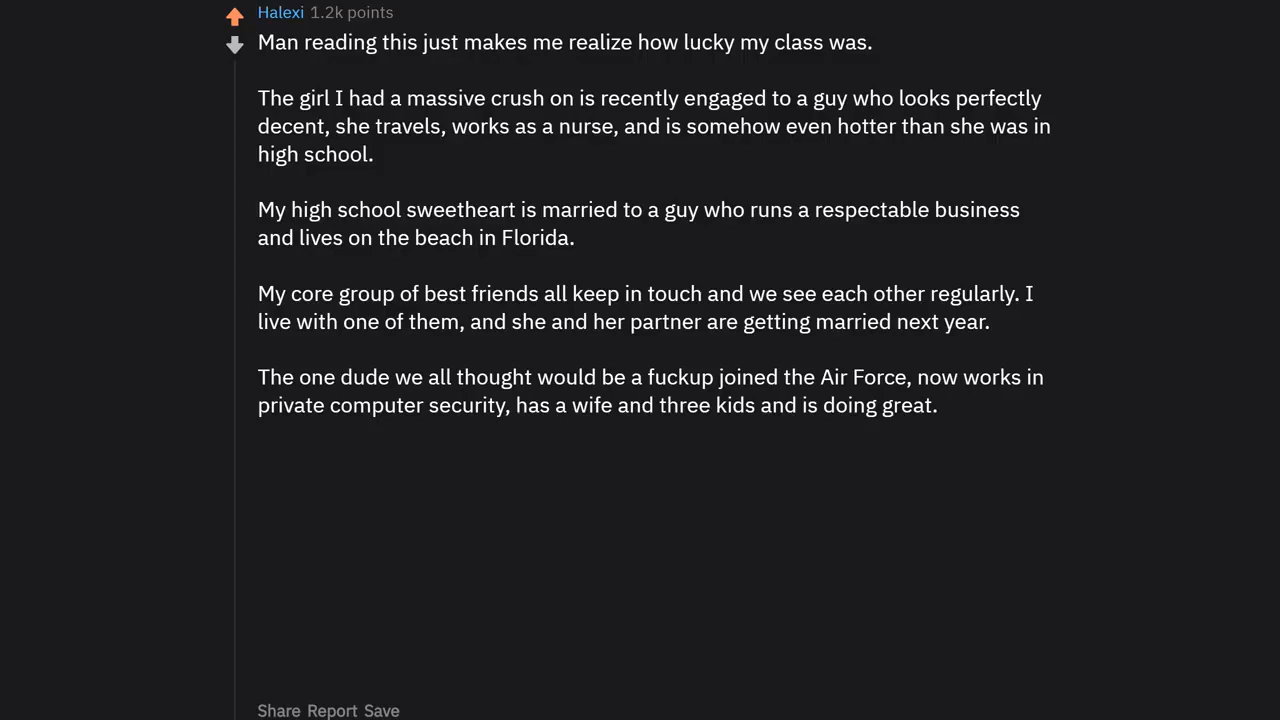 Halexi 1.2k points
Man reading this just makes me realize how lucky my class was.
The girl I had a massive crush on is recently engaged to a guy who looks perfectly
decent, she travels, works as a nurse, and is somehow even hotter than she was in
high school.
My high school sweetheart is married to a guy who runs a respectable business
and lives on the beach in Florida.
My core group of best friends all keep in touch and we see each other regularly. I
live with one of them, and she and her partner are getting married next year.
The one dude we all thought would be a fuckup joined the Air Force, now works in
private computer security, has a wife and three kids and is doing great.
Share Report Save